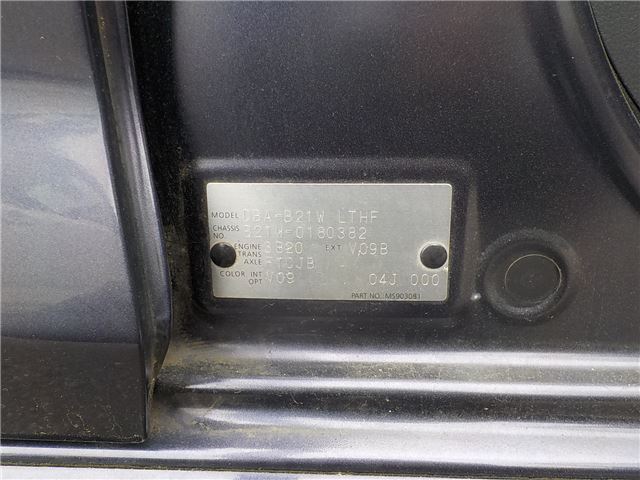 MODEL DBA-B21W LTHF
CHASSIS NO. B21W-0180382
ENGINE 3B20 EXT V09B
TRANS AXLE FTCJB
COLOR INT V09 04J 000
OPT
PART NO. MS903081